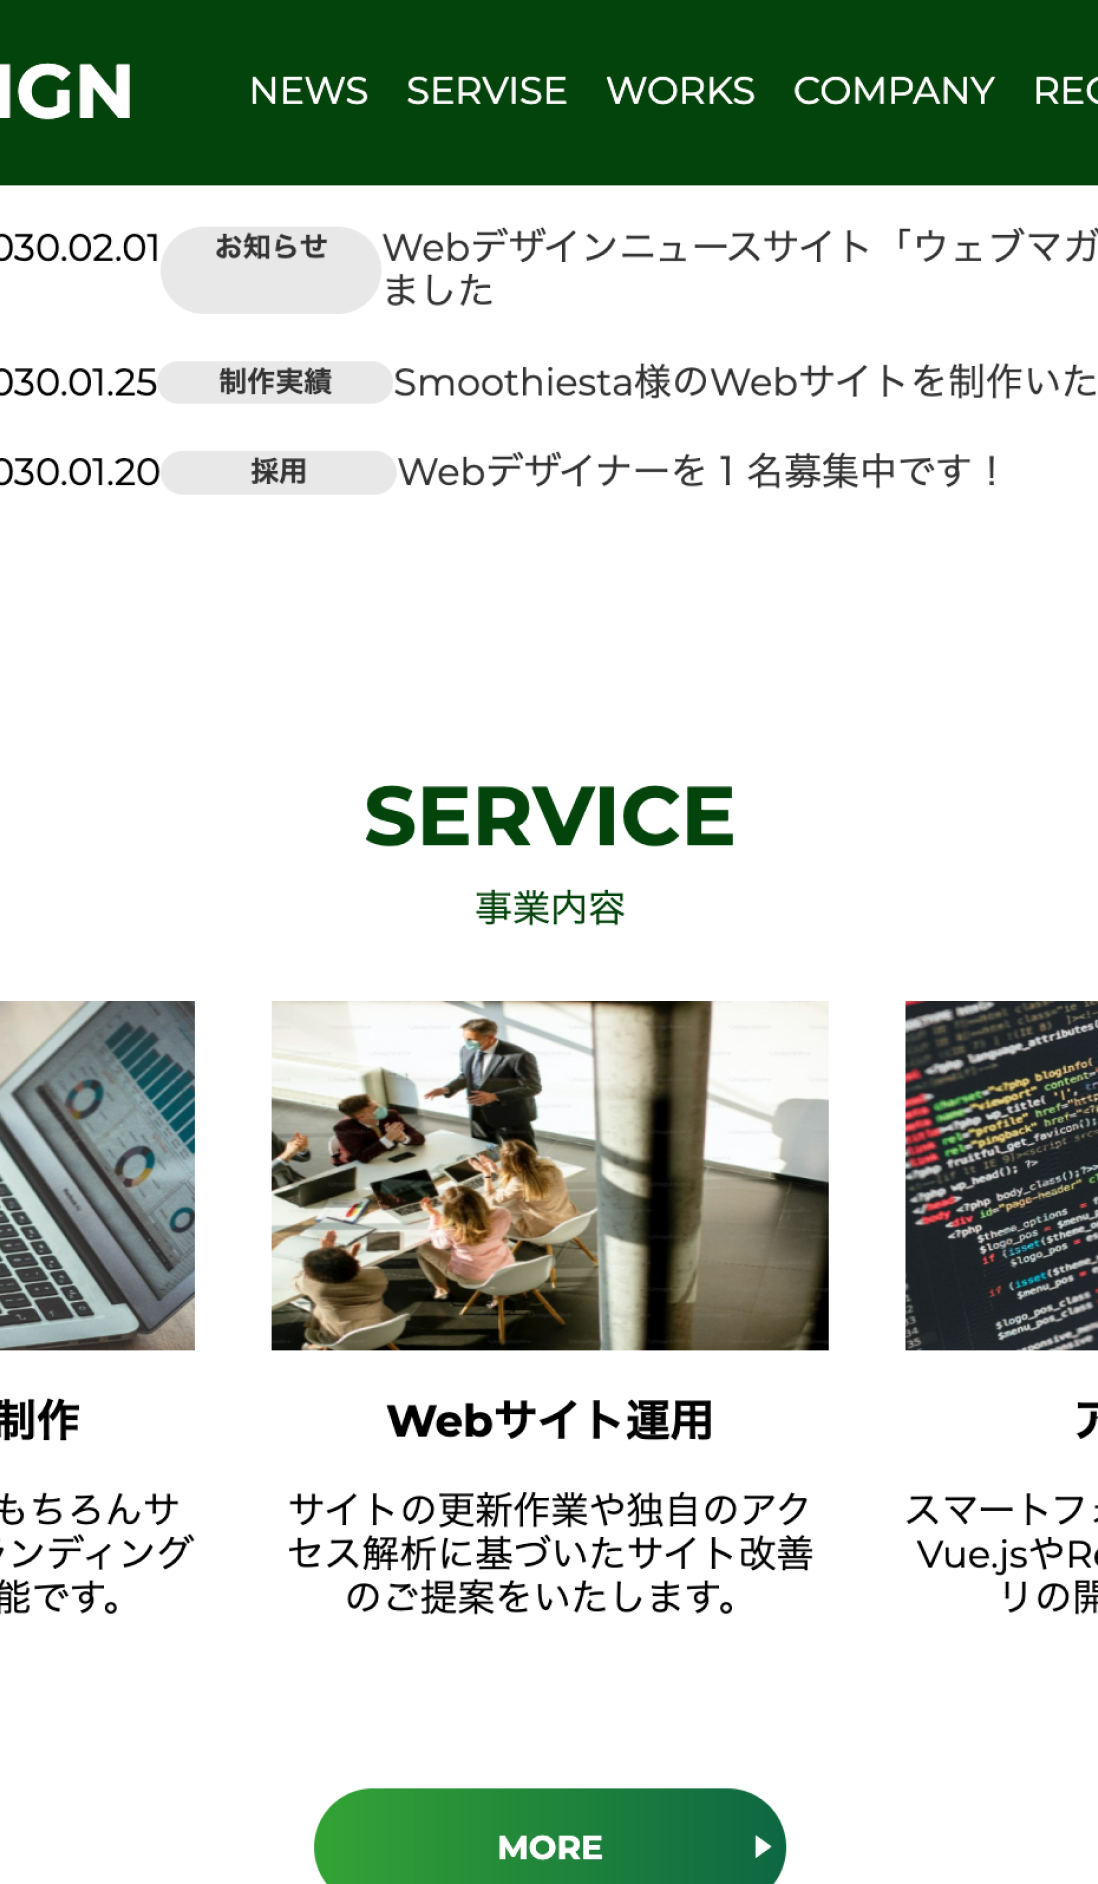 IGN
NEWS SERVISE WORKS COMPANY REC
030.02.01 お知らせ Webデザインニュースサイト「ウェブマガ
ました
030.01.25 制作実績 Smoothiesta様のWebサイトを制作いた
030.01.20 採用 Webデザイナーを１名募集中です！
SERVICE
事業内容
制作
もちろんサ
ランディング
能です。
Webサイト運用
サイトの更新作業や独自のアク
セス解析に基づいたサイト改善
のご提案をいたします。
ア
スマートフォ
Vue.jsやRe
リの開
MORE